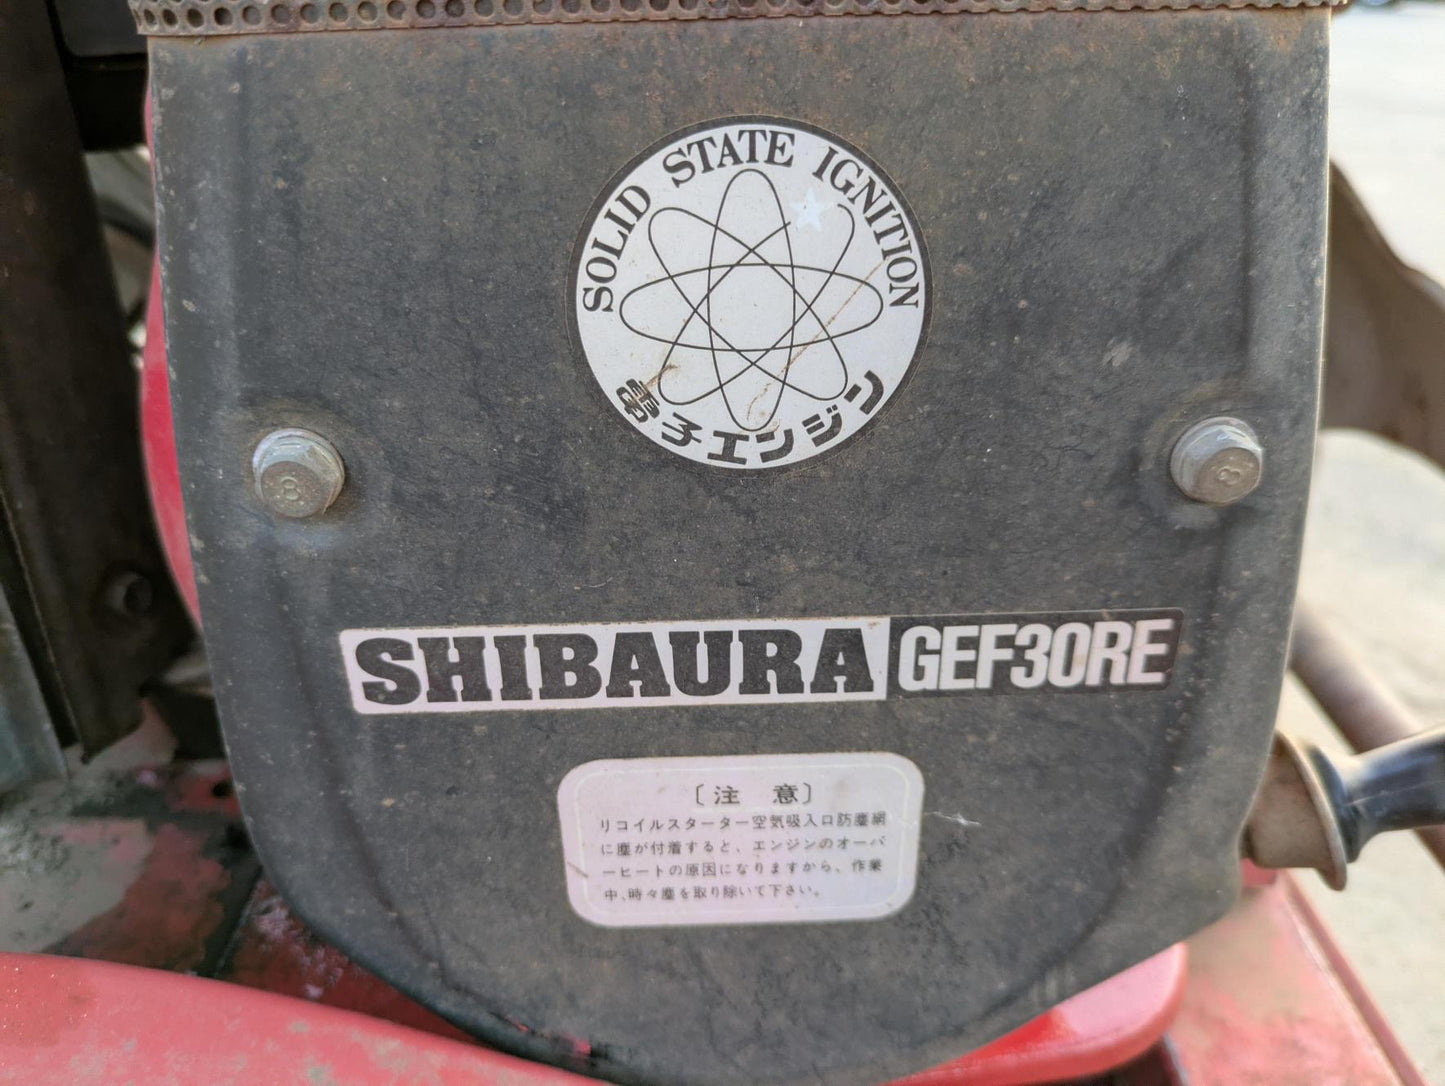 SOLID STATE IGNITION
電子エンジン
8
8
SHIBAURA GEF30RE
〔注 意〕
リコイルスターター空気吸入口防塵網
に塵が付着すると、エンジンのオーバ
ーヒートの原因になりますから、作業
中、時々塵を取り除いて下さい。